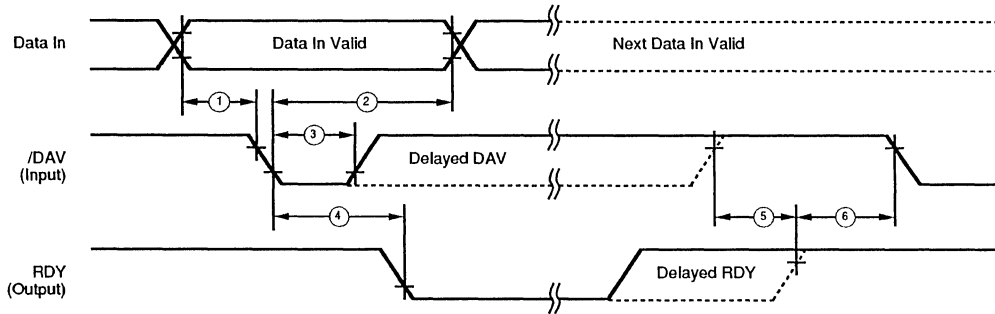 Data In
Data In Valid
Next Data In Valid
1
2
3
/DAV
(Input)
Delayed DAV
4
5
6
RDY
(Output)
Delayed RDY